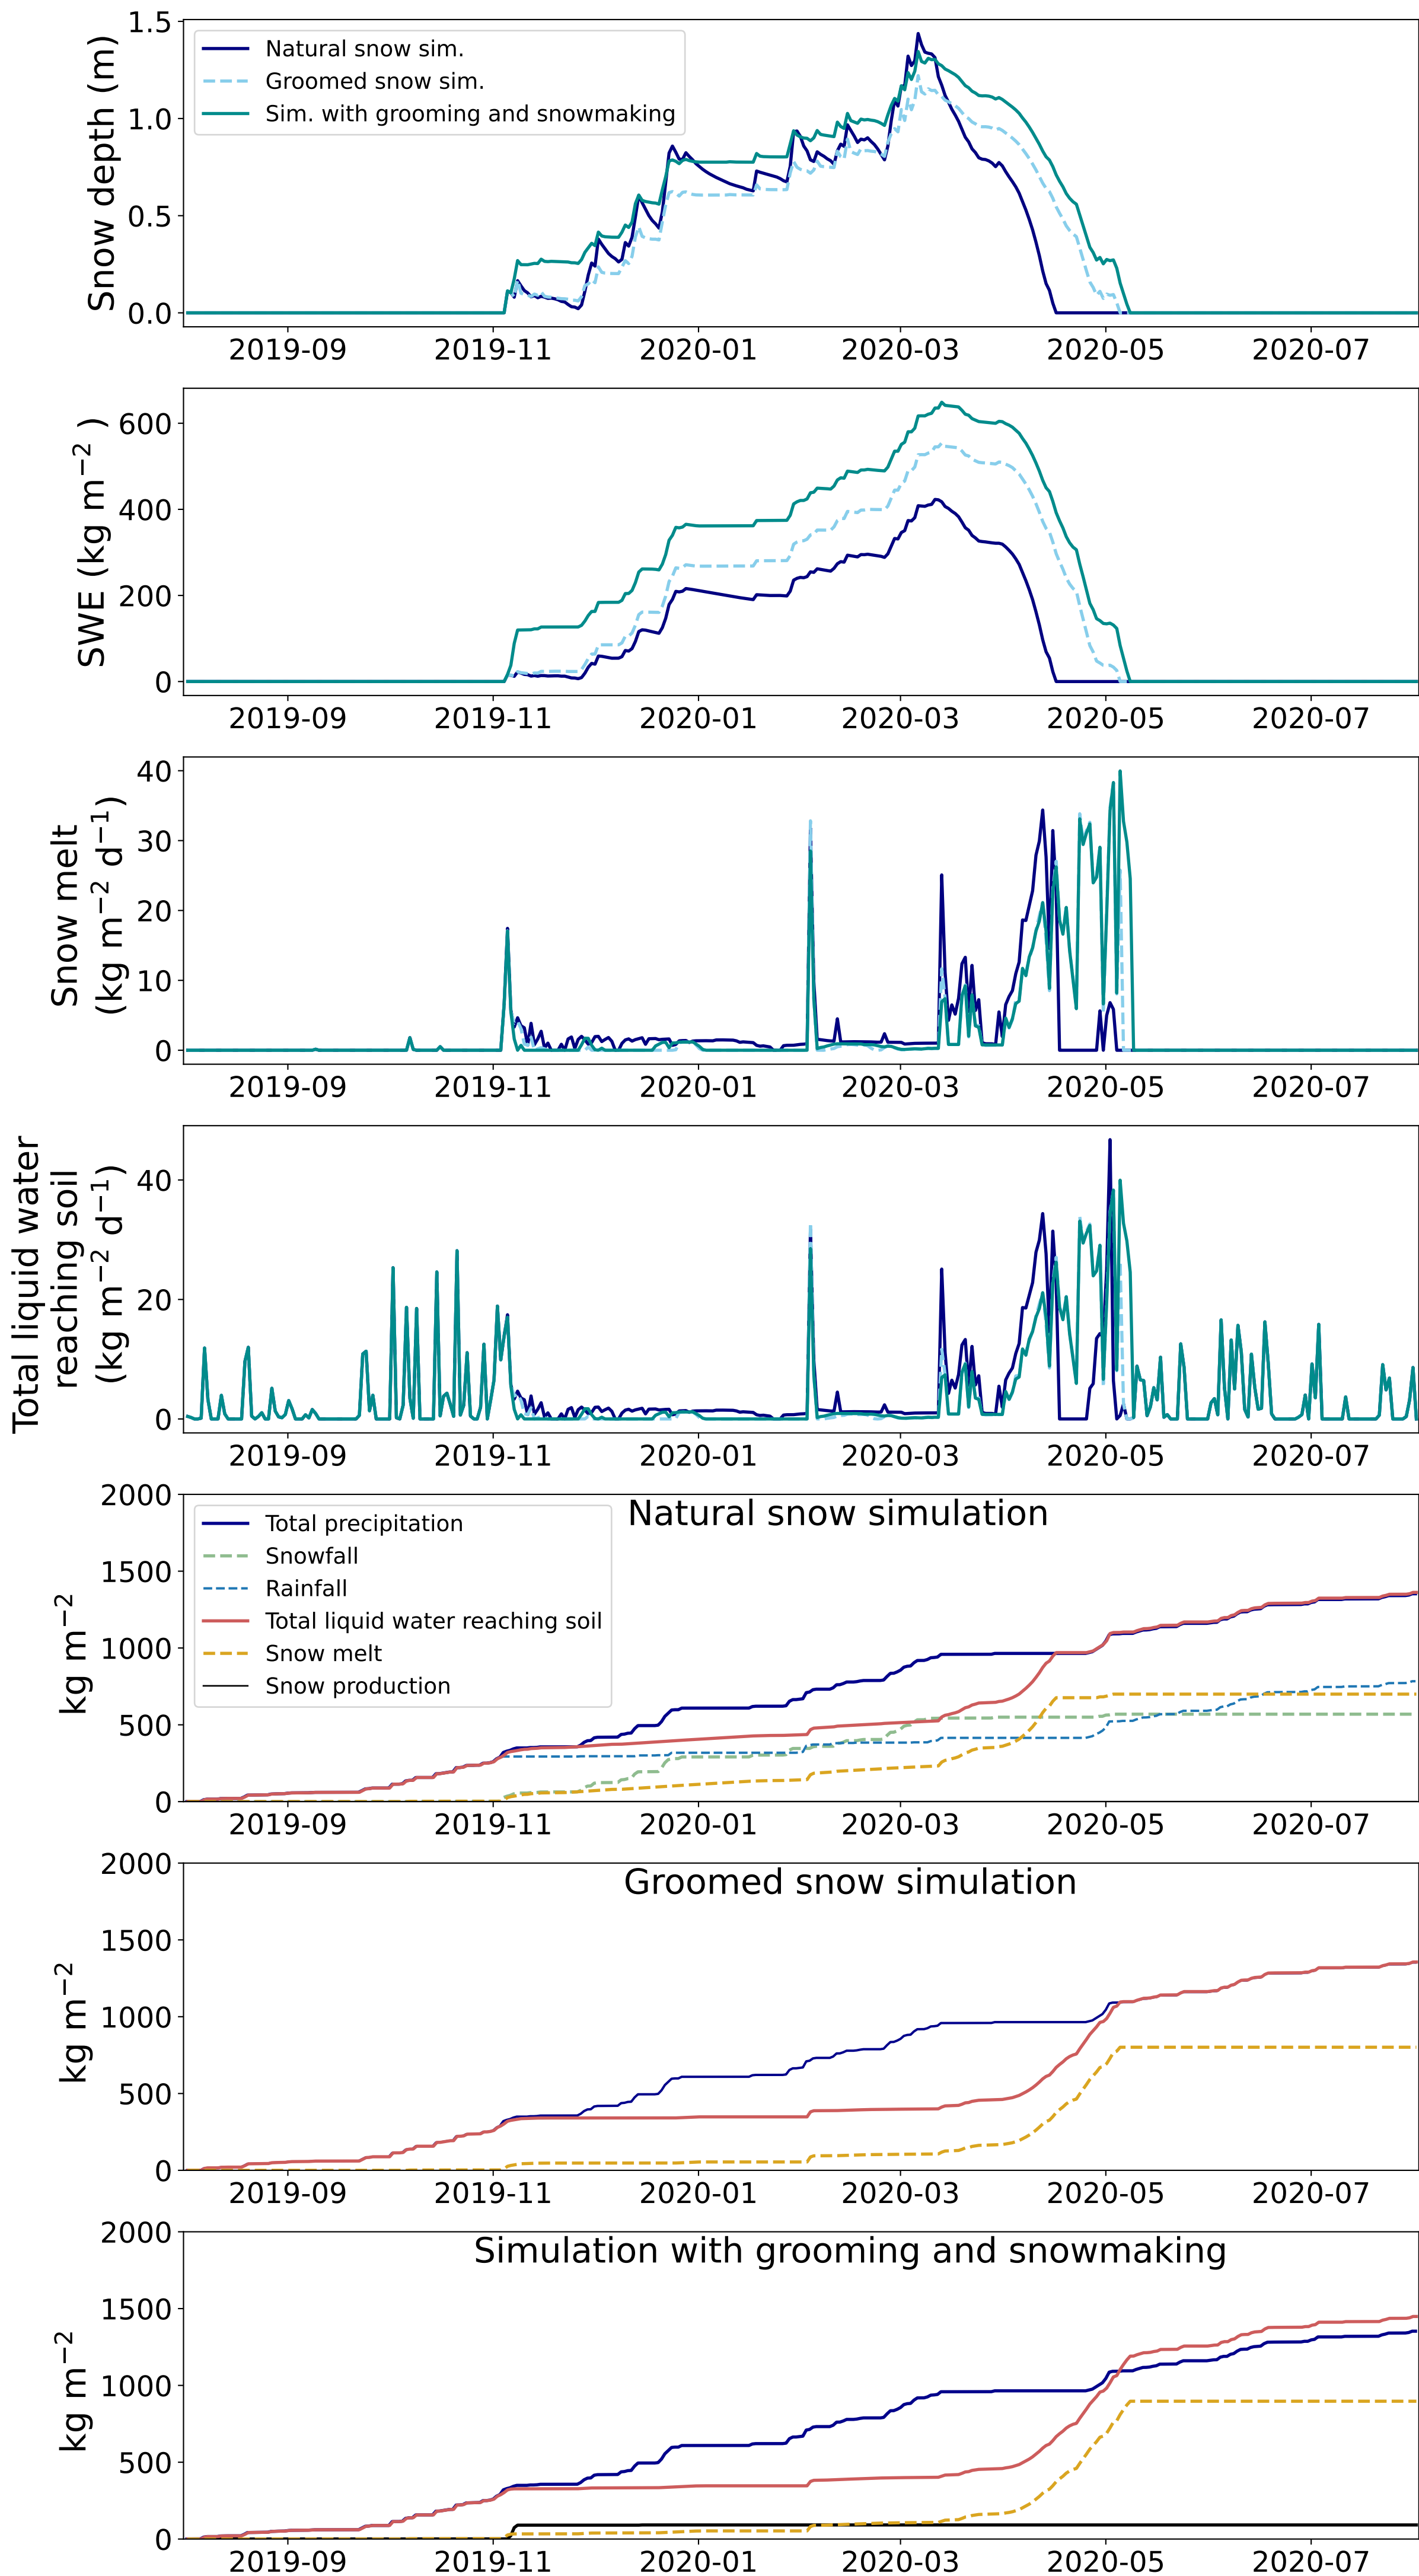 Snow depth (m)
1.5
1.0
0.5
0.0
Natural snow sim.
Groomed snow sim.
Sim. with grooming and snowmaking
2019-09 2019-11 2020-01 2020-03 2020-05 2020-07
SWE (kg m⁻² )
600
400
200
0
2019-09 2019-11 2020-01 2020-03 2020-05 2020-07
Snow melt
(kg m⁻² d⁻¹)
40
30
20
10
0
2019-09 2019-11 2020-01 2020-03 2020-05 2020-07
Total liquid water
reaching soil
(kg m⁻² d⁻¹)
40
20
0
2019-09 2019-11 2020-01 2020-03 2020-05 2020-07
Natural snow simulation
kg m⁻²
2000
1500
1000
500
0
Total precipitation
Snowfall
Rainfall
Total liquid water reaching soil
Snow melt
Snow production
2019-09 2019-11 2020-01 2020-03 2020-05 2020-07
Groomed snow simulation
kg m⁻²
2000
1500
1000
500
0
2019-09 2019-11 2020-01 2020-03 2020-05 2020-07
Simulation with grooming and snowmaking
kg m⁻²
2000
1500
1000
500
0
2019-09 2019-11 2020-01 2020-03 2020-05 2020-07